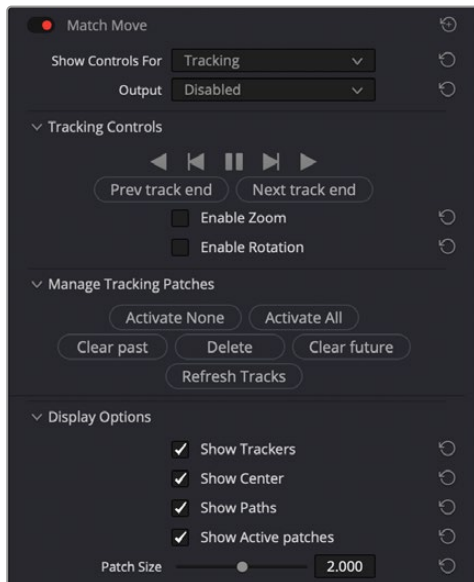 Match Move
Show Controls For Tracking
Output Disabled
Tracking Controls
Prev track end Next track end
Enable Zoom
Enable Rotation
Manage Tracking Patches
Activate None Activate All
Clear past Delete Clear future
Refresh Tracks
Display Options
Show Trackers
Show Center
Show Paths
Show Active patches
Patch Size 2.000